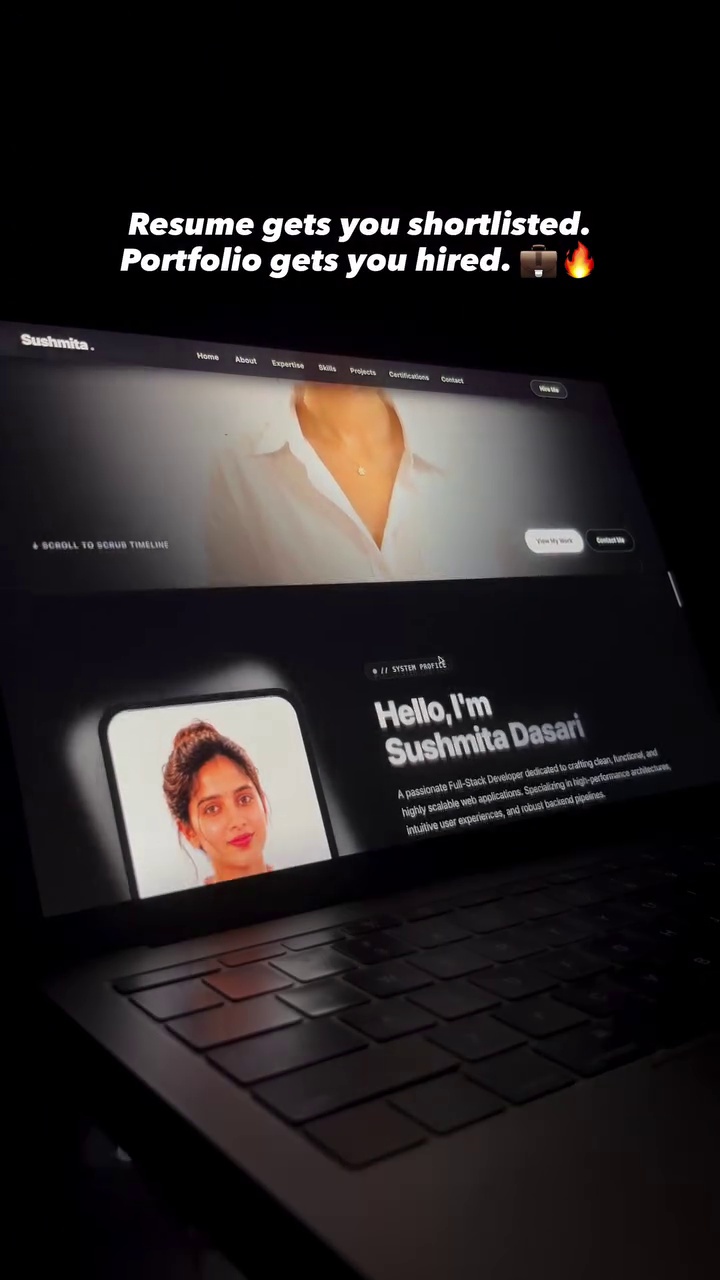 Resume gets you shortlisted.
Portfolio gets you hired. 💼🔥
Sushmita.
Home About Expertise Skills Projects Certifications Contact
Hire Me
↓ SCROLL TO SCRUB TIMELINE
View My Work
Contact Me
// SYSTEM PROFILE
Hello, I'm
Sushmita Dasari
A passionate Full-Stack Developer dedicated to crafting clean, functional, and
highly scalable web applications. Specializing in high-performance architectures,
intuitive user experiences, and robust backend pipelines.